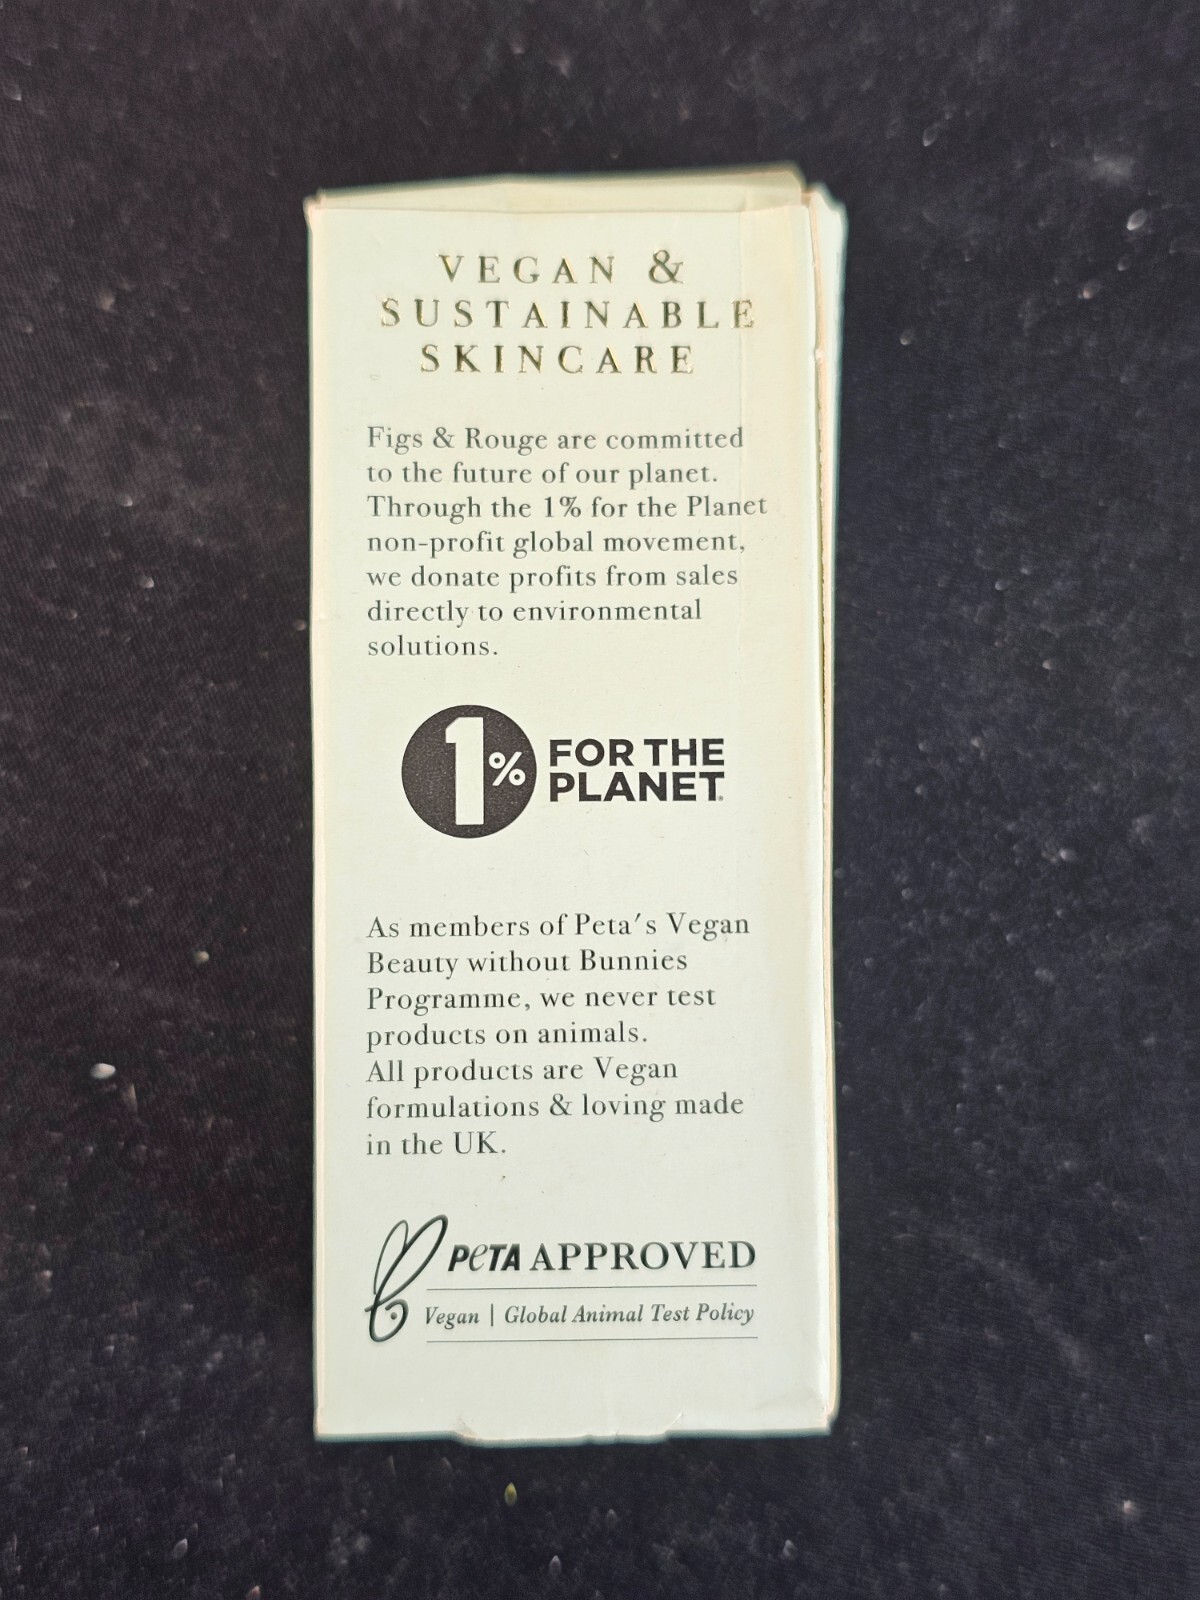 VEGAN &
SUSTAINABLE
SKINCARE
Figs & Rouge are committed
to the future of our planet.
Through the 1% for the Planet
non-profit global movement,
we donate profits from sales
directly to environmental
solutions.
1% FOR THE
PLANET
As members of Peta's Vegan
Beauty without Bunnies
Programme, we never test
products on animals.
All products are Vegan
formulations & loving made
in the UK.
PeTA APPROVED
Vegan | Global Animal Test Policy